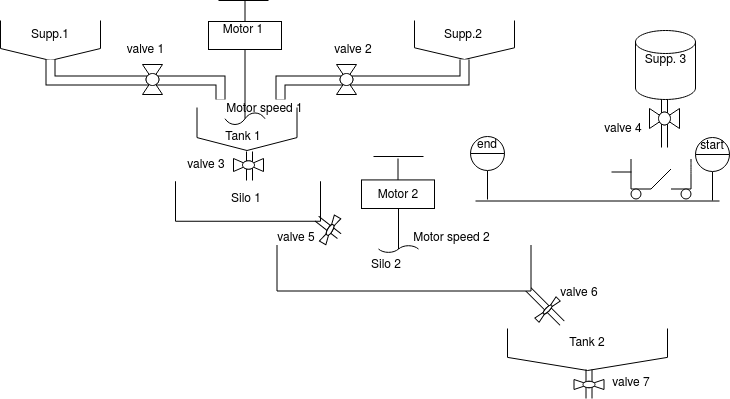 Supp.1
Motor 1
Supp.2
valve 1
valve 2
Supp. 3
Motor speed 1
valve 4
Tank 1
end
start
valve 3
Silo 1
Motor 2
valve 5
Motor speed 2
Silo 2
valve 6
Tank 2
valve 7